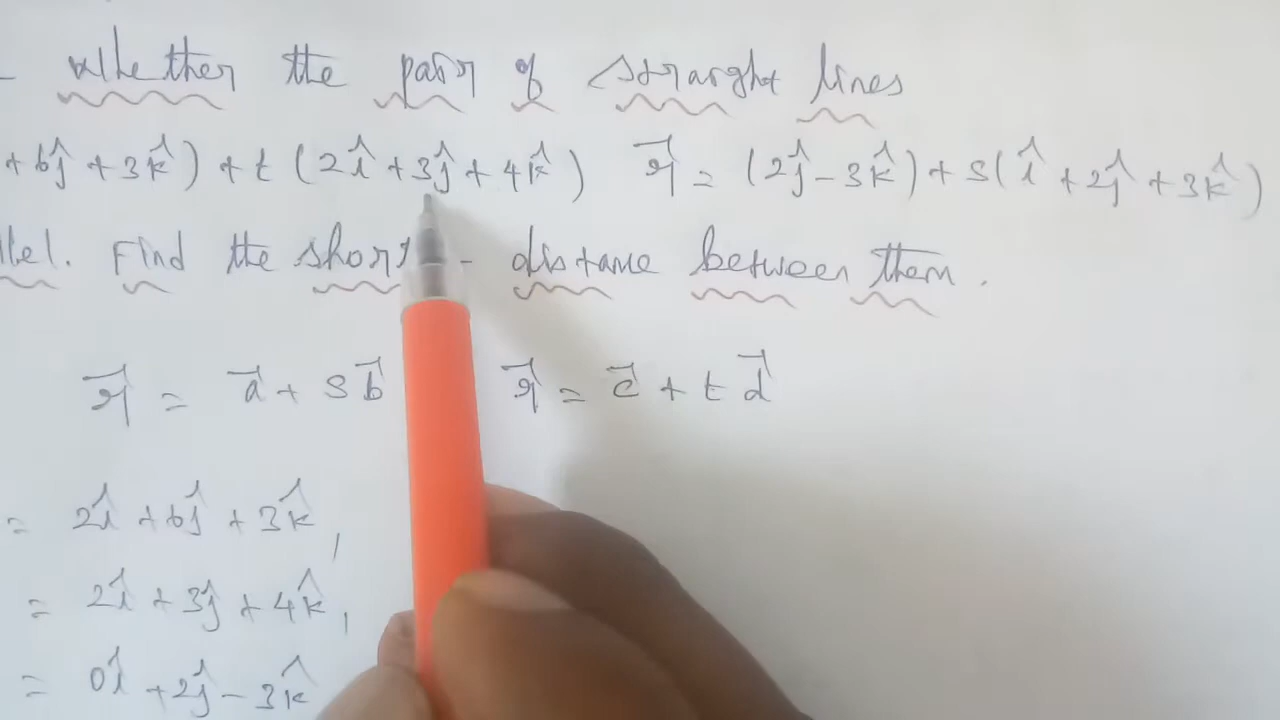 - Whether the pair of straight lines
+ 6ĵ + 3k̂) + t (2î + 3ĵ + 4k̂) r⃗ = (2ĵ - 3k̂) + s(î + 2ĵ + 3k̂)
llel. Find the short - distance between them.
r⃗ = a⃗ + s b⃗ r⃗ = c⃗ + t d⃗
= 2î + 6ĵ + 3k̂,
= 2î + 3ĵ + 4k̂,
= 0î + 2ĵ - 3k̂